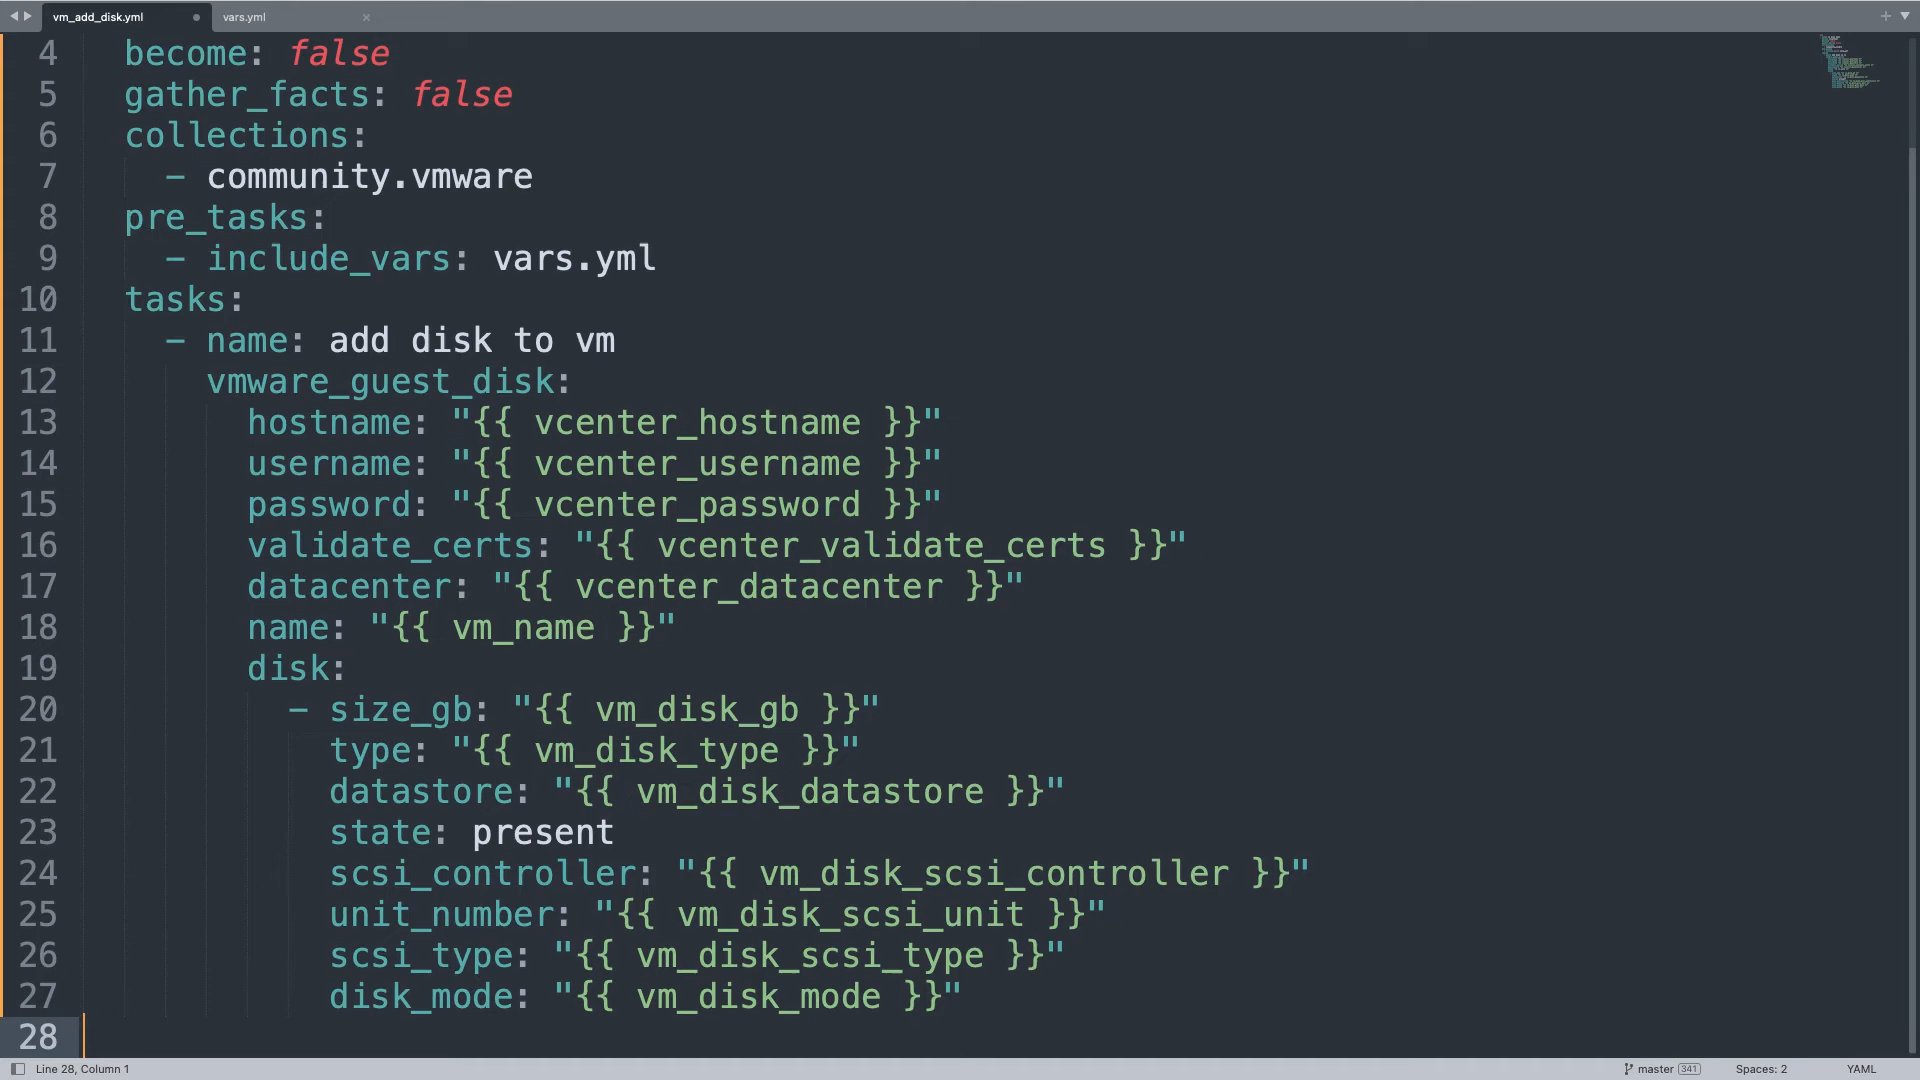 vm_add_disk.yml
vars.yml
4 become: false
5 gather_facts: false
6 collections:
7 - community.vmware
8 pre_tasks:
9 - include_vars: vars.yml
10 tasks:
11 - name: add disk to vm
12 vmware_guest_disk:
13 hostname: "{{ vcenter_hostname }}"
14 username: "{{ vcenter_username }}"
15 password: "{{ vcenter_password }}"
16 validate_certs: "{{ vcenter_validate_certs }}"
17 datacenter: "{{ vcenter_datacenter }}"
18 name: "{{ vm_name }}"
19 disk:
20 - size_gb: "{{ vm_disk_gb }}"
21 type: "{{ vm_disk_type }}"
22 datastore: "{{ vm_disk_datastore }}"
23 state: present
24 scsi_controller: "{{ vm_disk_scsi_controller }}"
25 unit_number: "{{ vm_disk_scsi_unit }}"
26 scsi_type: "{{ vm_disk_scsi_type }}"
27 disk_mode: "{{ vm_disk_mode }}"
28
Line 28, Column 1
master 341
Spaces: 2
YAML